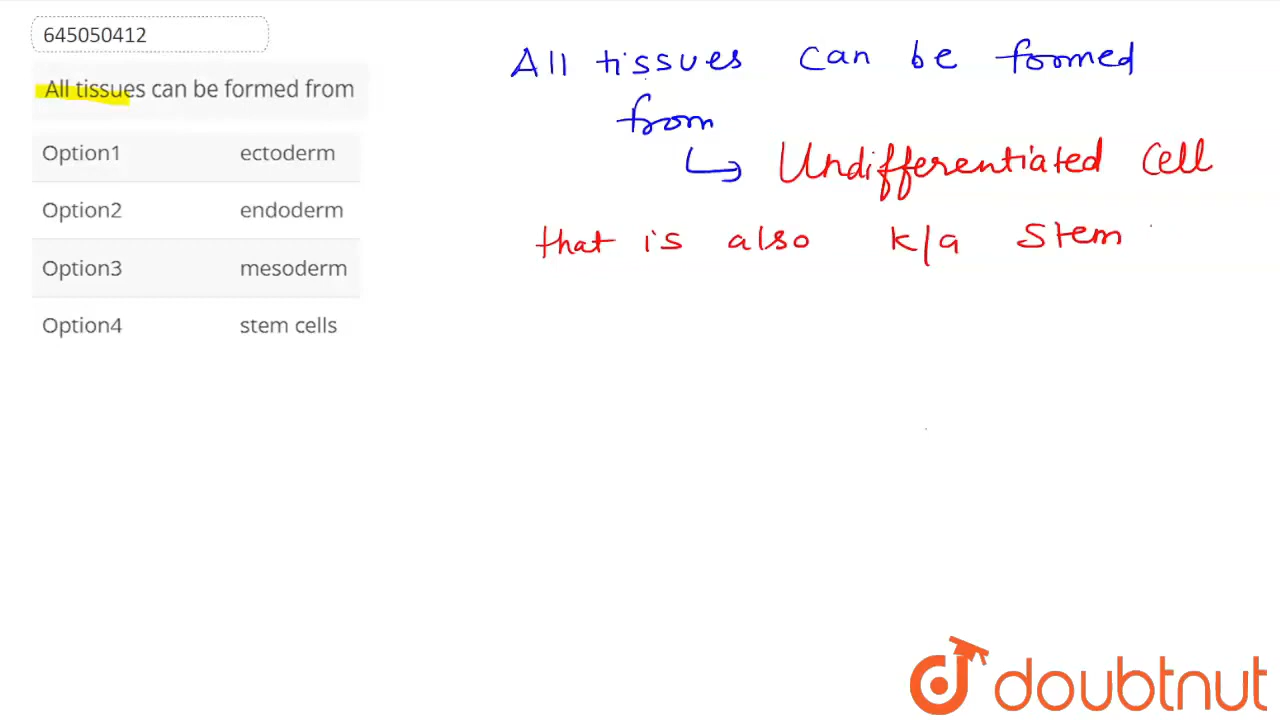 645050412
All tissues can be formed from
Option1 ectoderm
Option2 endoderm
Option3 mesoderm
Option4 stem cells
All tissues can be formed
from
↳ Undifferentiated Cell
that is also k/a Stem
doubtnut